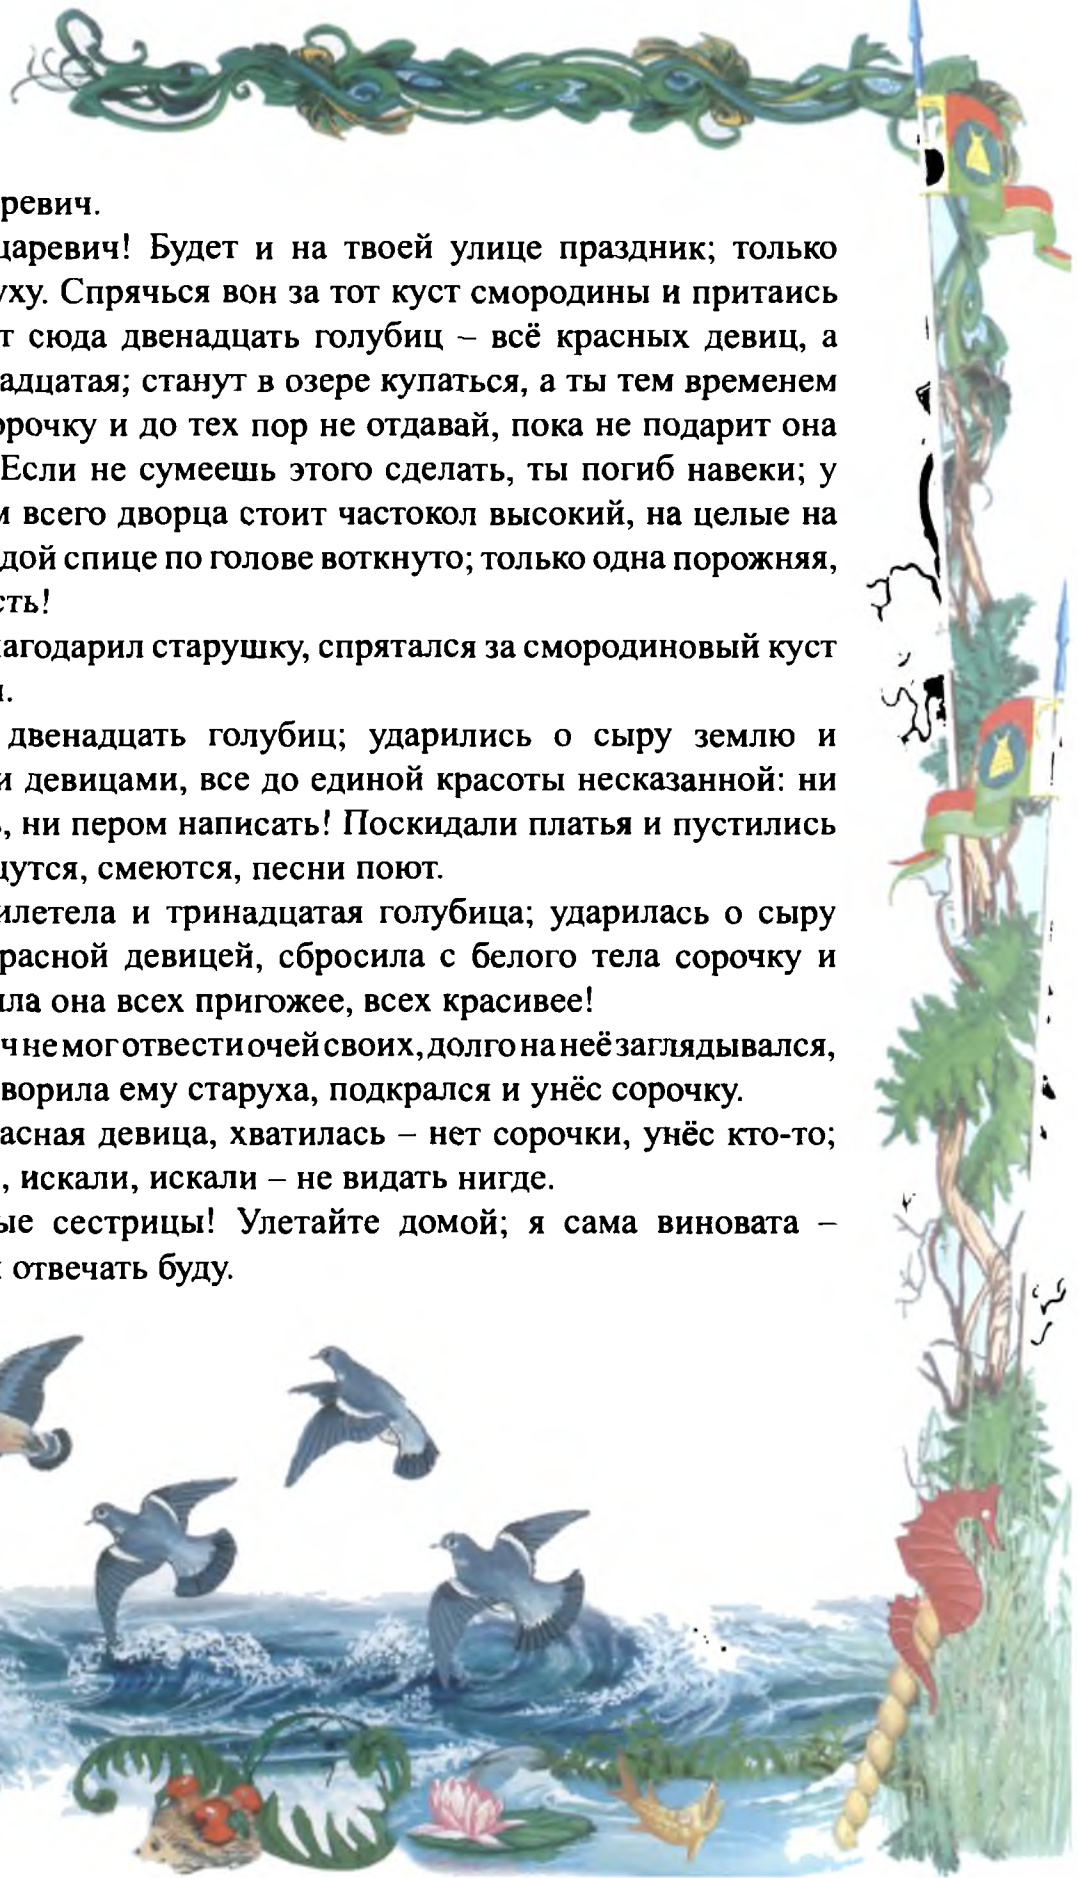 ревич.
царевич! Будет и на твоей улице праздник; только
уху. Спрячься вон за тот куст смородины и притаись
т сюда двенадцать голубиц – всё красных девиц, а
адцатая; станут в озере купаться, а ты тем временем
орочку и до тех пор не отдавай, пока не подарит она
Если не сумеешь этого сделать, ты погиб навеки; у
м всего дворца стоит частокол высокий, на целые на
дой спице по голове воткнуто; только одна порожняя,
сть!
лагодарил старушку, спрятался за смородиновый куст
двенадцать голубиц; ударились о сыру землю и
и девицами, все до единой красоты несказанной: ни
, ни пером написать! Поскидали платья и пустились
щутся, смеются, песни поют.
илетела и тринадцатая голубица; ударилась о сыру
расной девицей, сбросила с белого тела сорочку и
ыла она всех пригожее, всех красивее!
ч не мог отвести очей своих, долго на неё заглядывался,
ворила ему старуха, подкрался и унёс сорочку.
асная девица, хватилась – нет сорочки, унёс кто-то;
, искали, искали – не видать нигде.
ые сестрицы! Улетайте домой; я сама виновата –
отвечать буду.